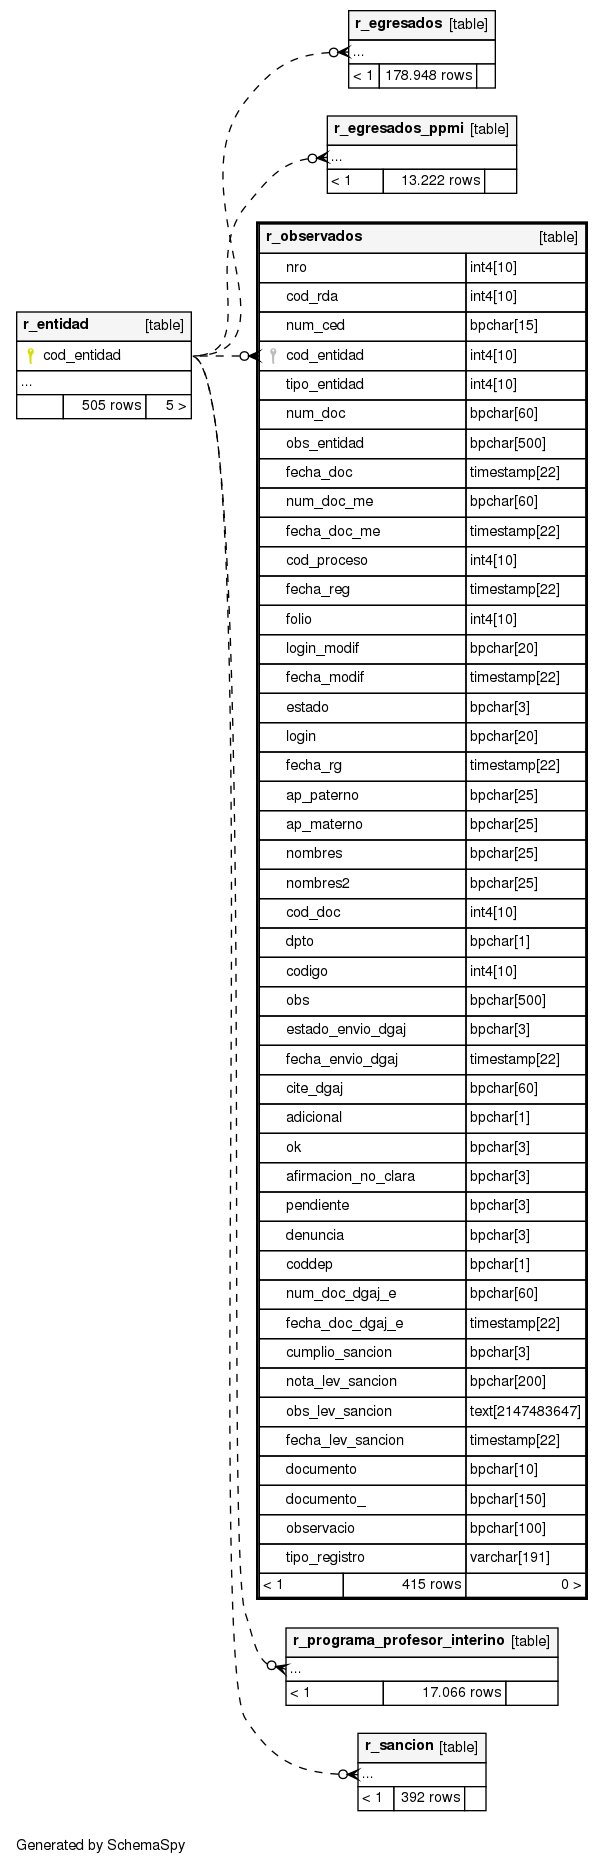 r_egresados [table]
...
< 1 178.948 rows
r_egresados_ppmi [table]
...
< 1 13.222 rows
r_entidad [table]
cod_entidad
...
505 rows 5 >
r_observados [table]
nro int4[10]
cod_rda int4[10]
num_ced bpchar[15]
cod_entidad int4[10]
tipo_entidad int4[10]
num_doc bpchar[60]
obs_entidad bpchar[500]
fecha_doc timestamp[22]
num_doc_me bpchar[60]
fecha_doc_me timestamp[22]
cod_proceso int4[10]
fecha_reg timestamp[22]
folio int4[10]
login_modif bpchar[20]
fecha_modif timestamp[22]
estado bpchar[3]
login bpchar[20]
fecha_rg timestamp[22]
ap_paterno bpchar[25]
ap_materno bpchar[25]
nombres bpchar[25]
nombres2 bpchar[25]
cod_doc int4[10]
dpto bpchar[1]
codigo int4[10]
obs bpchar[500]
estado_envio_dgaj bpchar[3]
fecha_envio_dgaj timestamp[22]
cite_dgaj bpchar[60]
adicional bpchar[1]
ok bpchar[3]
afirmacion_no_clara bpchar[3]
pendiente bpchar[3]
denuncia bpchar[3]
coddep bpchar[1]
num_doc_dgaj_e bpchar[60]
fecha_doc_dgaj_e timestamp[22]
cumplio_sancion bpchar[3]
nota_lev_sancion bpchar[200]
obs_lev_sancion text[2147483647]
fecha_lev_sancion timestamp[22]
documento bpchar[10]
documento_ bpchar[150]
observacio bpchar[100]
tipo_registro varchar[191]
< 1 415 rows 0 >
r_programa_profesor_interino [table]
...
< 1 17.066 rows
r_sancion [table]
...
< 1 392 rows
Generated by SchemaSpy